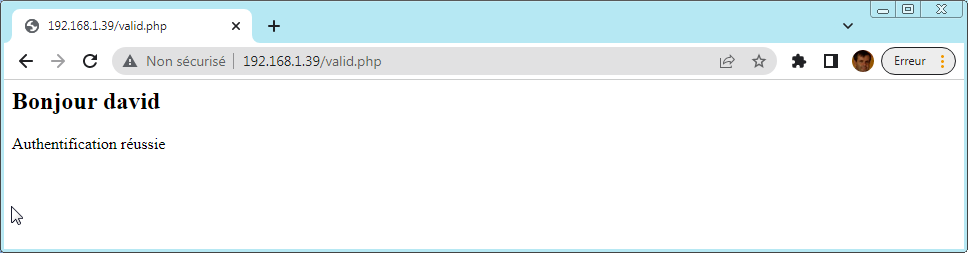 192.168.1.39/valid.php
Non sécurisé 192.168.1.39/valid.php Erreur
Bonjour david
Authentification réussie